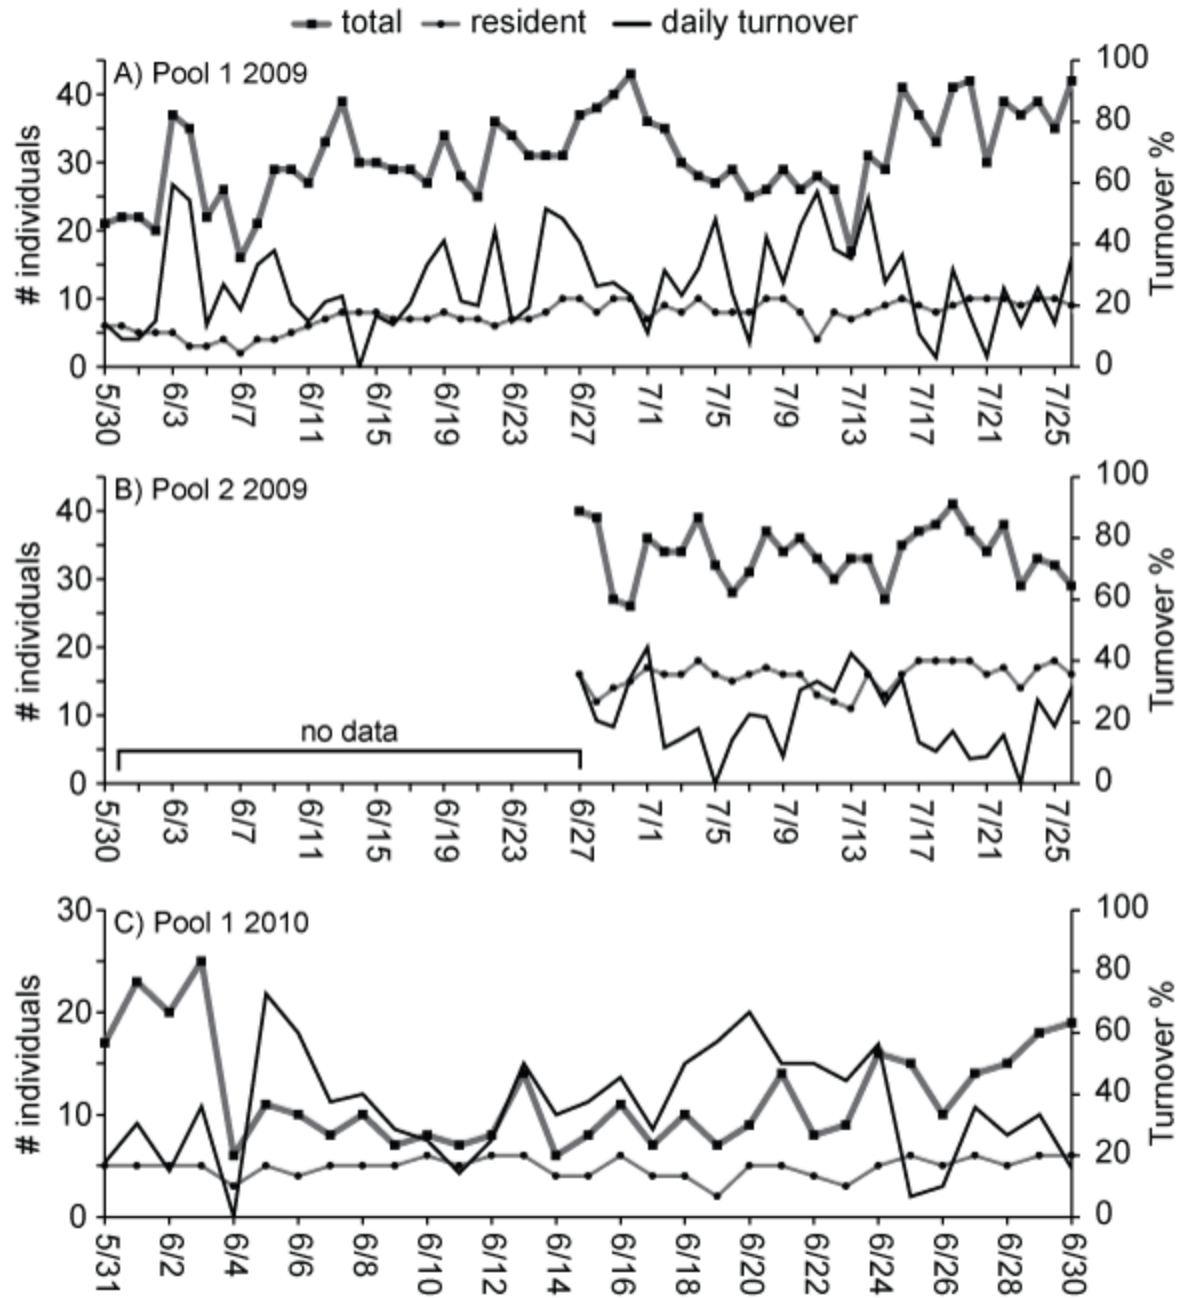 total resident daily turnover
A) Pool 1 2009
# individuals
40
30
20
10
0
100
80
60
40
20
0
Turnover %
5/30 6/3 6/7 6/11 6/15 6/19 6/23 6/27 7/1 7/5 7/9 7/13 7/17 7/21 7/25
B) Pool 2 2009
# individuals
40
30
20
10
0
no data
100
80
60
40
20
0
Turnover %
5/30 6/3 6/7 6/11 6/15 6/19 6/23 6/27 7/1 7/5 7/9 7/13 7/17 7/21 7/25
C) Pool 1 2010
# individuals
30
20
10
0
100
80
60
40
20
0
Turnover %
5/31 6/2 6/4 6/6 6/8 6/10 6/12 6/14 6/16 6/18 6/20 6/22 6/24 6/26 6/28 6/30